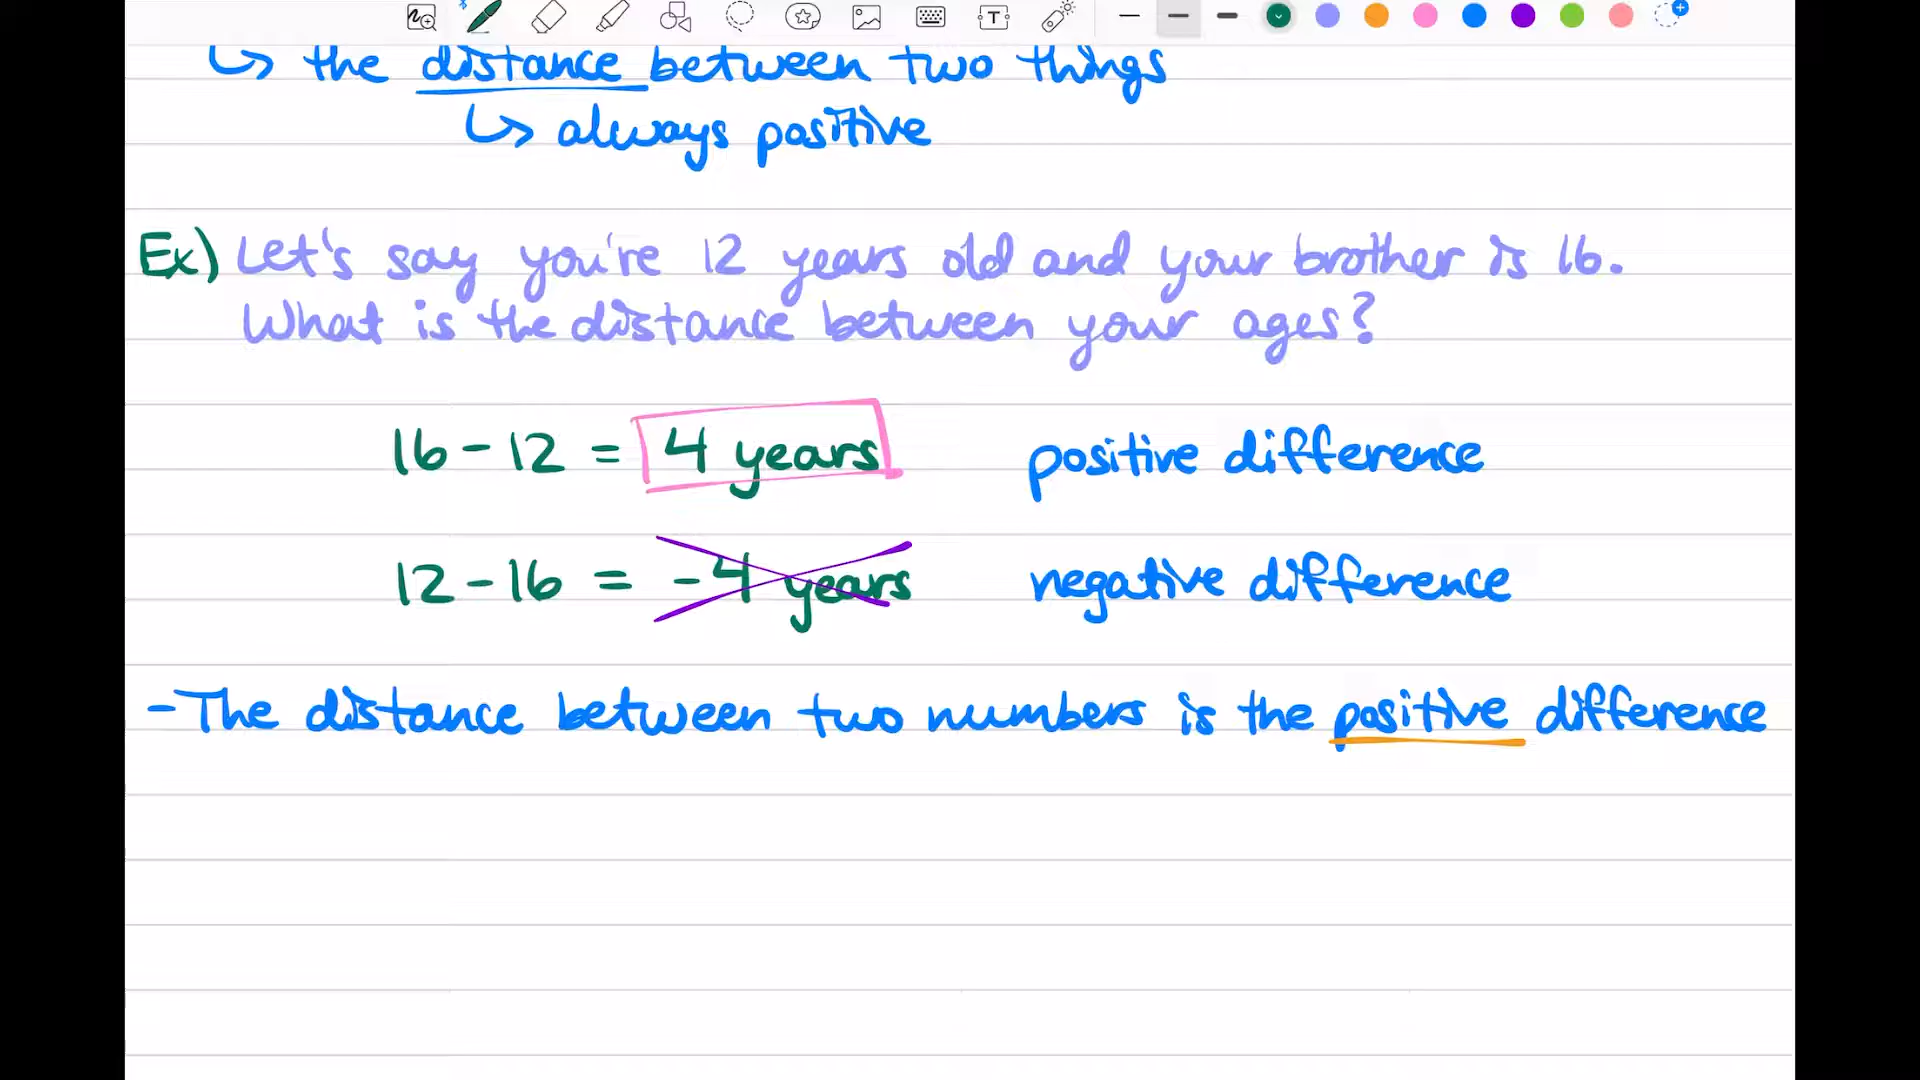 ↳ the distance between two things
↳ always positive
Ex) Let's say you're 12 years old and your brother is 16.
What is the distance between your ages?
16 - 12 = 4 years positive difference
12 - 16 = -4 years negative difference
- The distance between two numbers is the positive difference